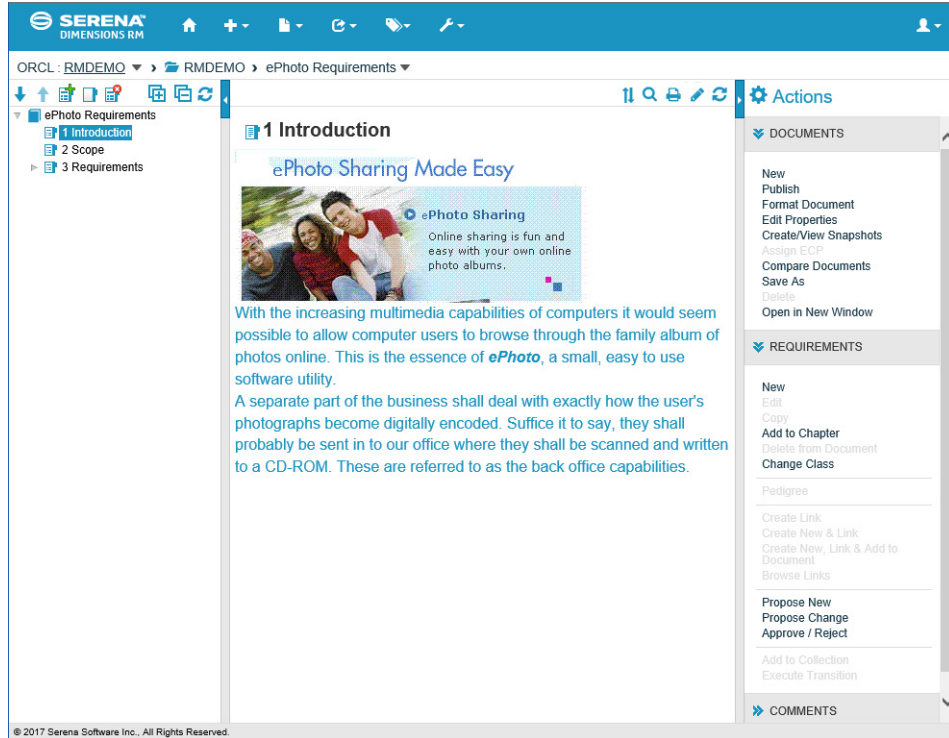 SERENA
DIMENSIONS RM
ORCL : RMDEMO › RMDEMO › ePhoto Requirements
ePhoto Requirements
1 Introduction
2 Scope
3 Requirements
1 Introduction
ePhoto Sharing Made Easy
ePhoto Sharing
Online sharing is fun and
easy with your own online
photo albums.
With the increasing multimedia capabilities of computers it would seem
possible to allow computer users to browse through the family album of
photos online. This is the essence of ePhoto, a small, easy to use
software utility.
A separate part of the business shall deal with exactly how the user's
photographs become digitally encoded. Suffice it to say, they shall
probably be sent in to our office where they shall be scanned and written
to a CD-ROM. These are referred to as the back office capabilities.
Actions
DOCUMENTS
New
Publish
Format Document
Edit Properties
Create/View Snapshots
Assign ECP
Compare Documents
Save As
Delete
Open in New Window
REQUIREMENTS
New
Edit
Copy
Add to Chapter
Delete from Document
Change Class
Pedigree
Create Link
Create New & Link
Create New, Link & Add to
Document
Browse Links
Propose New
Propose Change
Approve / Reject
Add to Collection
Execute Transition
COMMENTS
© 2017 Serena Software Inc., All Rights Reserved.